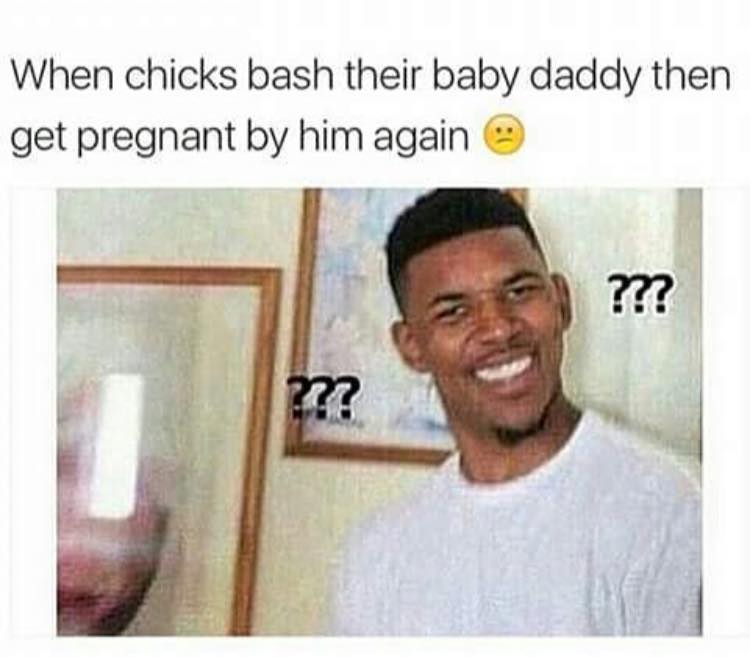 When chicks bash their baby daddy then
get pregnant by him again 😕
???
???